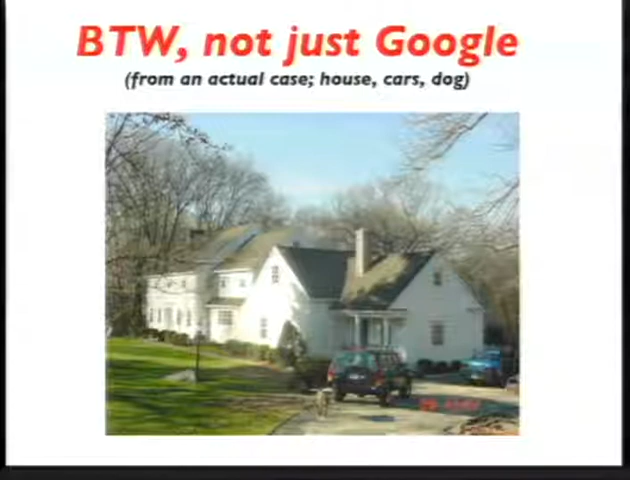 BTW, not just Google
(from an actual case; house, cars, dog)